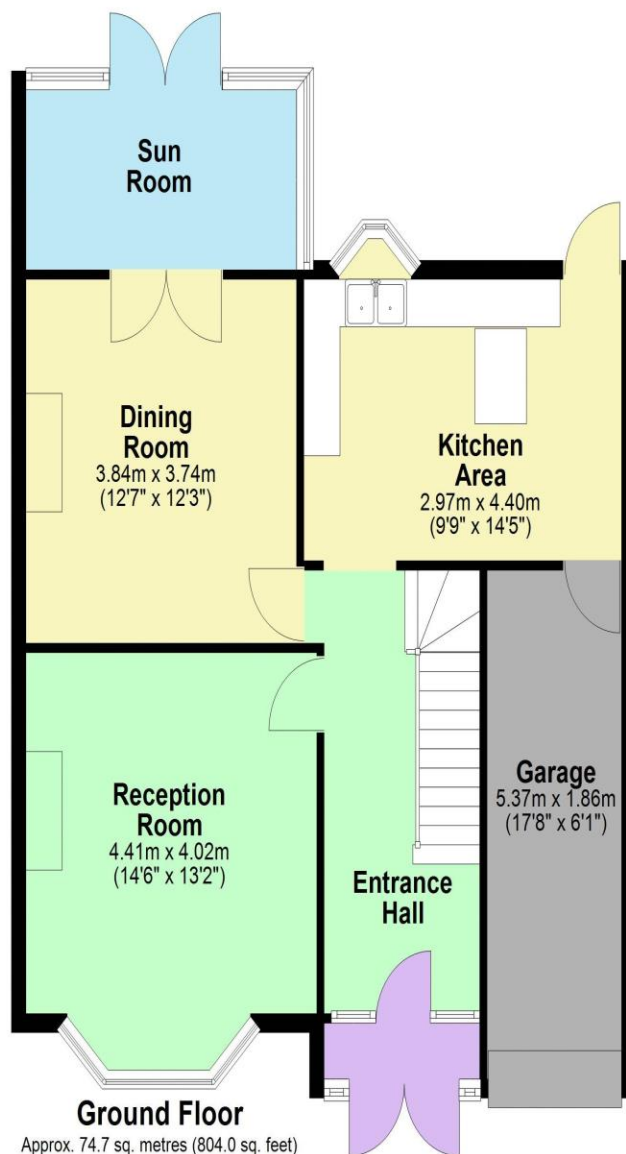 Sun
Room
Dining
Room
3.84m x 3.74m
(12'7" x 12'3")
Kitchen
Area
2.97m x 4.40m
(9'9" x 14'5")
Reception
Room
4.41m x 4.02m
(14'6" x 13'2")
Garage
5.37m x 1.86m
(17'8" x 6'1")
Entrance
Hall
Ground Floor
Approx. 74.7 sq. metres (804.0 sq. feet)